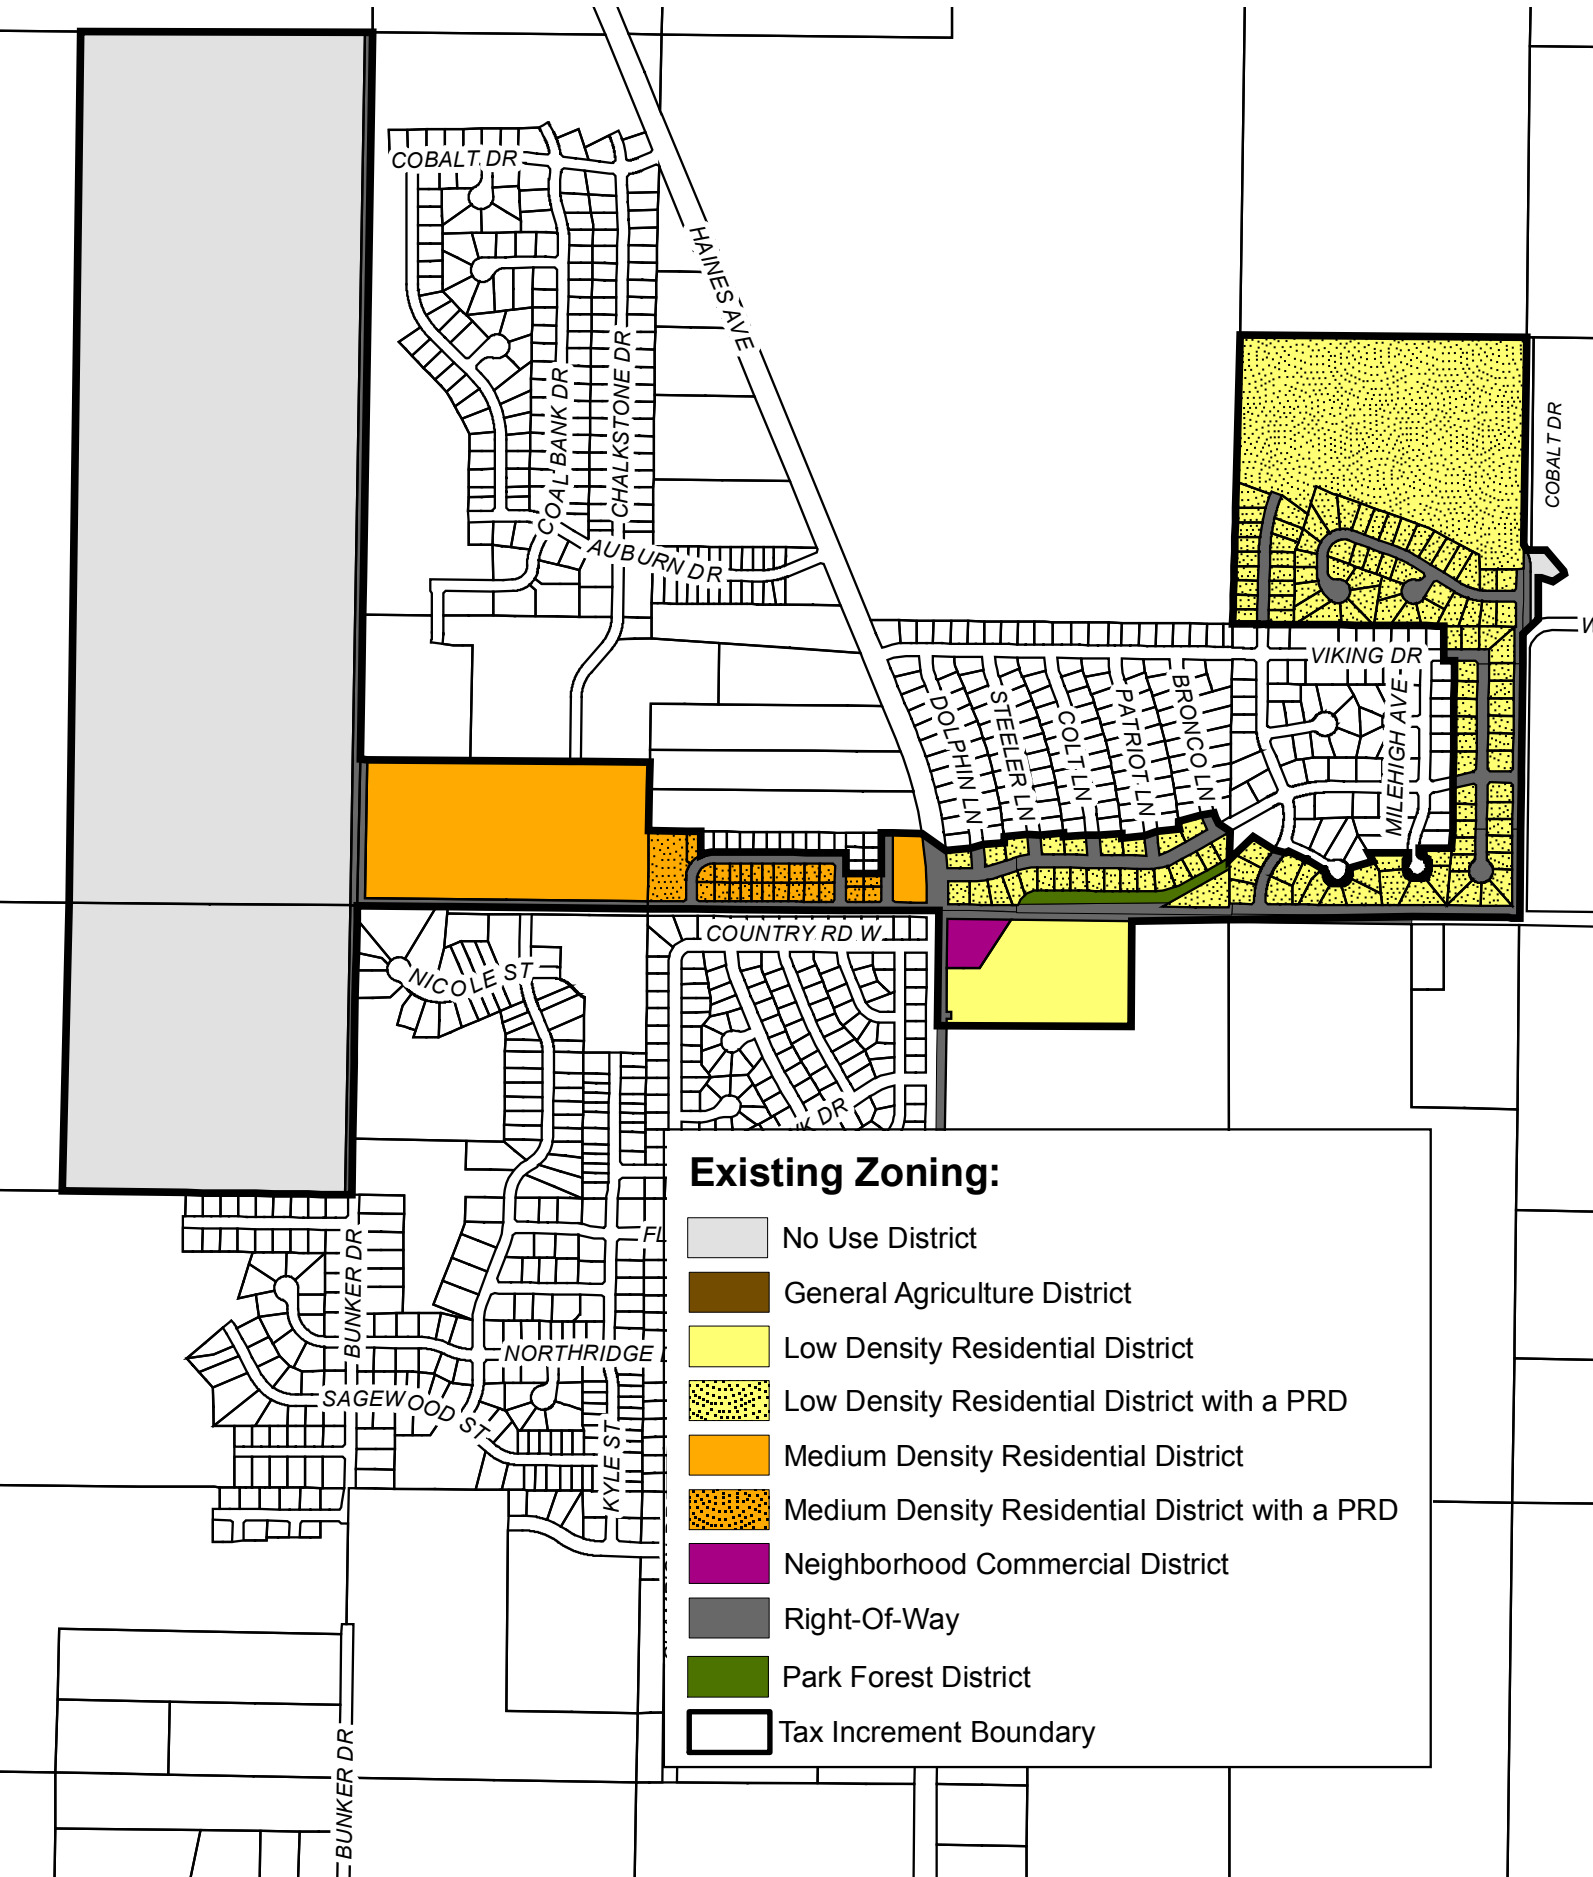 COBALT DR
HAINES AVE
COAL BANK DR
CHALKSTONE DR
COBALT DR
AUBURN DR
VIKING DR
DOLPHIN LN
STEELER LN
COLT LN
PATRIOT LN
BRONCO LN
MILEHIGH AVE
COUNTRY RD W
NICOLE ST
DR
BUNKER DR
NORTHRIDGE
SAGEWOOD ST
KYLE ST
BUNKER DR
Existing Zoning:
No Use District
General Agriculture District
Low Density Residential District
Low Density Residential District with a PRD
Medium Density Residential District
Medium Density Residential District with a PRD
Neighborhood Commercial District
Right-Of-Way
Park Forest District
Tax Increment Boundary